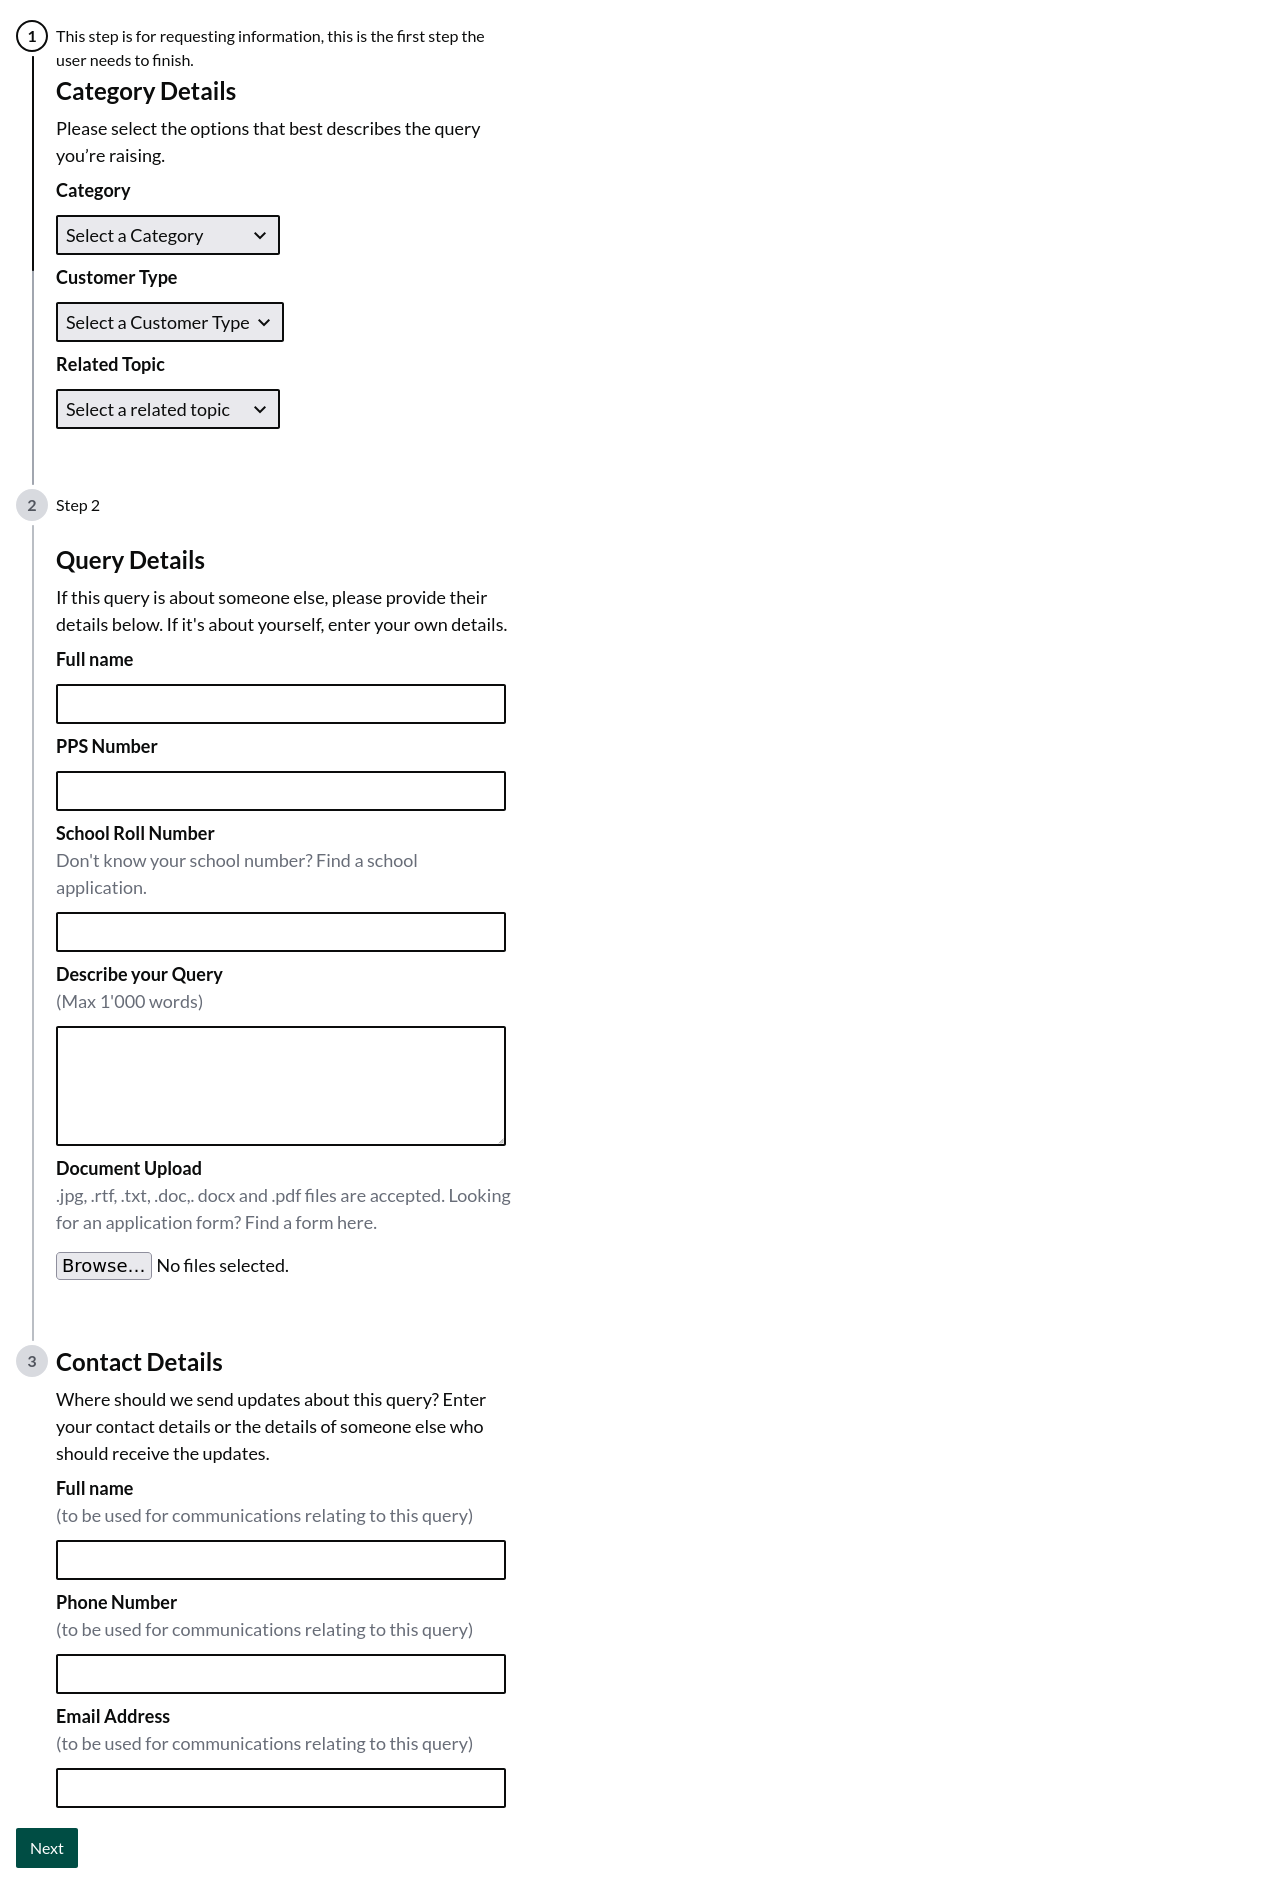 1
This step is for requesting information, this is the first step the
user needs to finish.
Category Details
Please select the options that best describes the query
you’re raising.
Category
Select a Category
Customer Type
Select a Customer Type
Related Topic
Select a related topic
2
Step 2
Query Details
If this query is about someone else, please provide their
details below. If it's about yourself, enter your own details.
Full name
PPS Number
School Roll Number
Don't know your school number? Find a school
application.
Describe your Query
(Max 1'000 words)
Document Upload
.jpg, .rtf, .txt, .doc,. docx and .pdf files are accepted. Looking
for an application form? Find a form here.
Browse... No files selected.
3
Contact Details
Where should we send updates about this query? Enter
your contact details or the details of someone else who
should receive the updates.
Full name
(to be used for communications relating to this query)
Phone Number
(to be used for communications relating to this query)
Email Address
(to be used for communications relating to this query)
Next